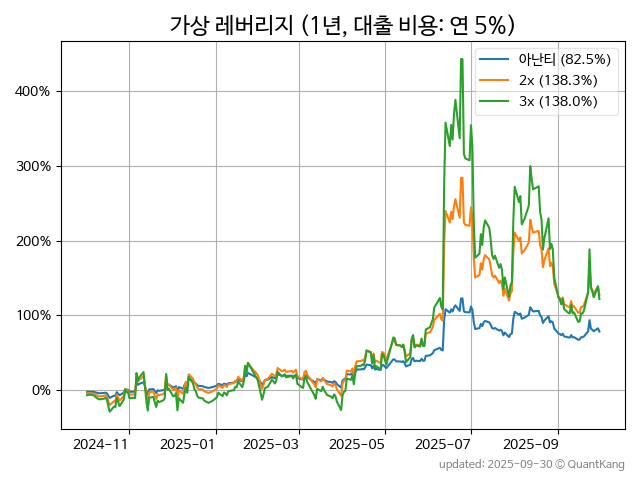 가상 레버리지 (1년, 대출 비용: 연 5%)
아난티 (82.5%)
2x (138.3%)
3x (138.0%)
400%
300%
200%
100%
0%
2024-11 2025-01 2025-03 2025-05 2025-07 2025-09
updated: 2025-09-30 © QuantKang